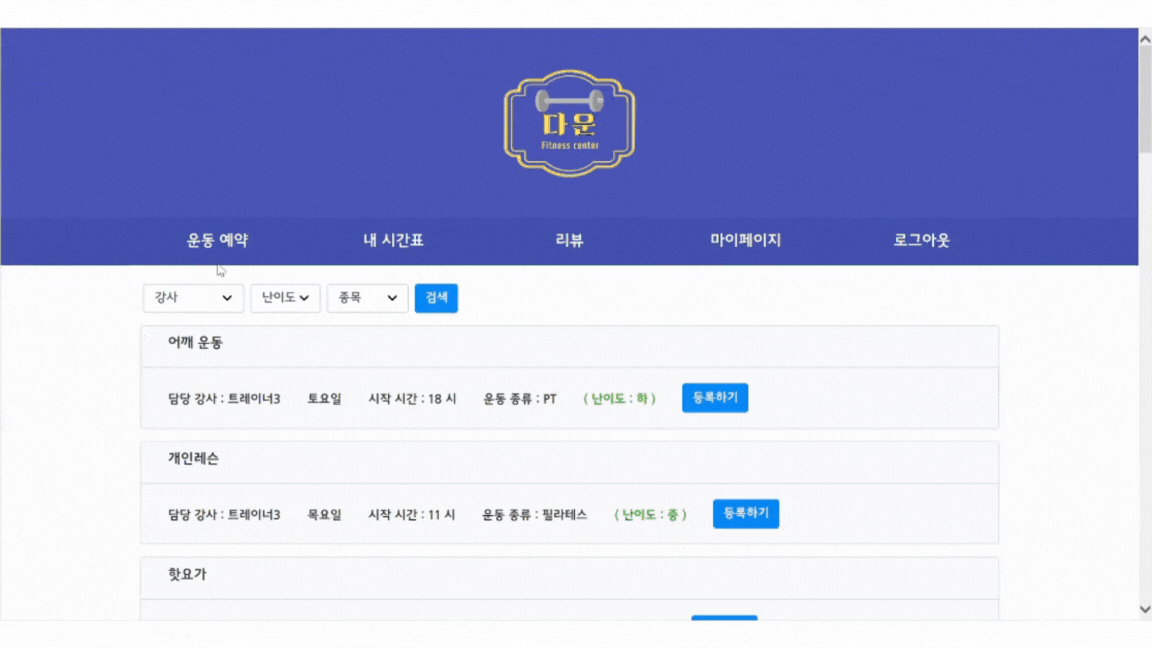 다운
Fitness center
운동 예약 내 시간표 리뷰 마이페이지 로그아웃
강사 난이도 종목 검색
어깨 운동
담당 강사 : 트레이너3 토요일 시작 시간 : 18 시 운동 종류 : PT ( 난이도 : 하 ) 등록하기
개인레슨
담당 강사 : 트레이너3 목요일 시작 시간 : 11 시 운동 종류 : 필라테스 ( 난이도 : 중 ) 등록하기
핫요가